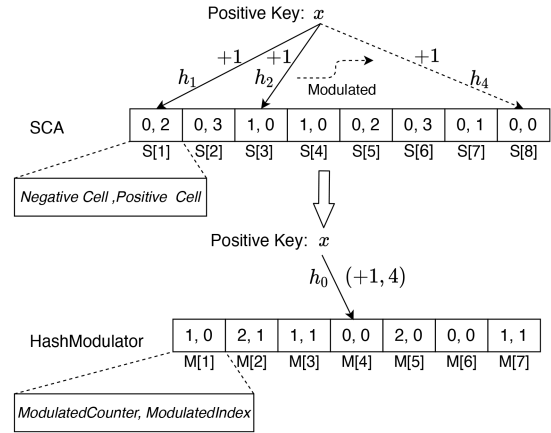 Positive Key: x
+1 +1 +1
h1 h2 h4
Modulated
SCA 0, 2 0, 3 1, 0 1, 0 0, 2 0, 3 0, 1 0, 0
S[1] S[2] S[3] S[4] S[5] S[6] S[7] S[8]
Negative Cell ,Positive Cell
Positive Key: x
h0 (+1, 4)
HashModulator 1, 0 2, 1 1, 1 0, 0 2, 0 0, 0 1, 1
M[1] M[2] M[3] M[4] M[5] M[6] M[7]
ModulatedCounter, ModulatedIndex